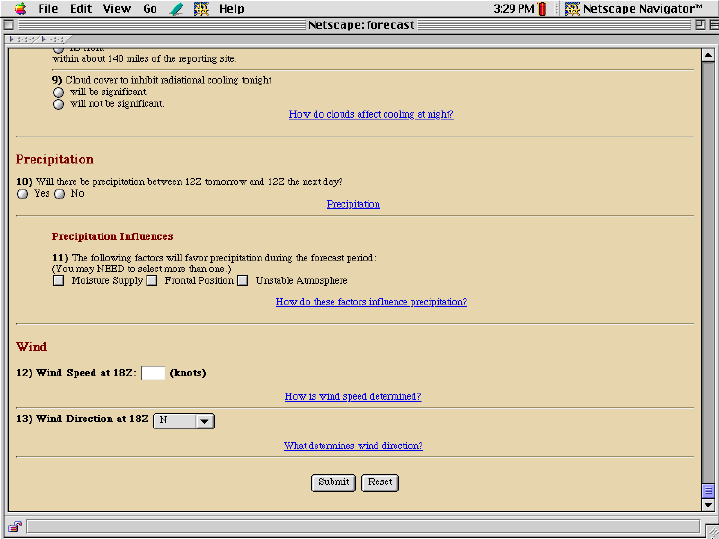 File Edit View Go Help 3:29 PM Netscape Navigator™
Netscape: forecast
no front
within about 140 miles of the reporting site.
9) Cloud cover to inhibit radiational cooling tonight
will be significant
will not be significant.
How do clouds affect cooling at night?
Precipitation
10) Will there be precipitation between 12Z tomorrow and 12Z the next day?
Yes No
Precipitation
Precipitation Influences
11) The following factors will favor precipitation during the forecast period:
(You may NEED to select more than one.)
Moisture Supply Frontal Position Unstable Atmosphere
How do these factors influence precipitation?
Wind
12) Wind Speed at 18Z: (knots)
How is wind speed determined?
13) Wind Direction at 18Z N
What determines wind direction?
Submit Reset